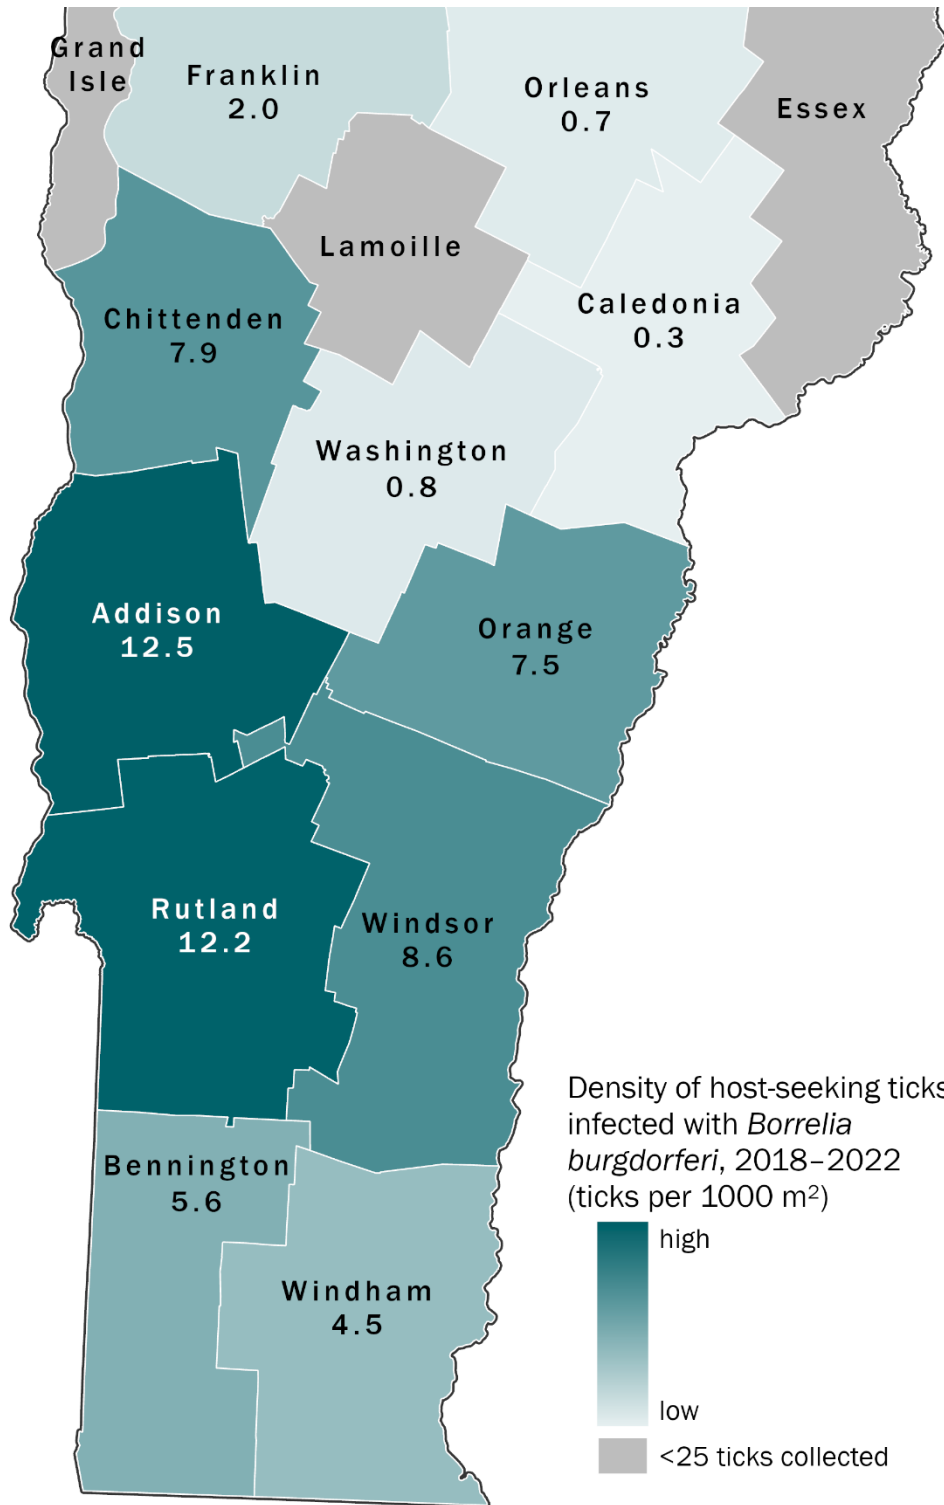 Grand
Isle
Franklin
2.0
Orleans
0.7
Essex
Lamoille
Chittenden
7.9
Caledonia
0.3
Washington
0.8
Addison
12.5
Orange
7.5
Rutland
12.2
Windsor
8.6
Bennington
5.6
Windham
4.5
Density of host-seeking ticks
infected with Borrelia
burgdorferi, 2018–2022
(ticks per 1000 m²)
high
low
<25 ticks collected